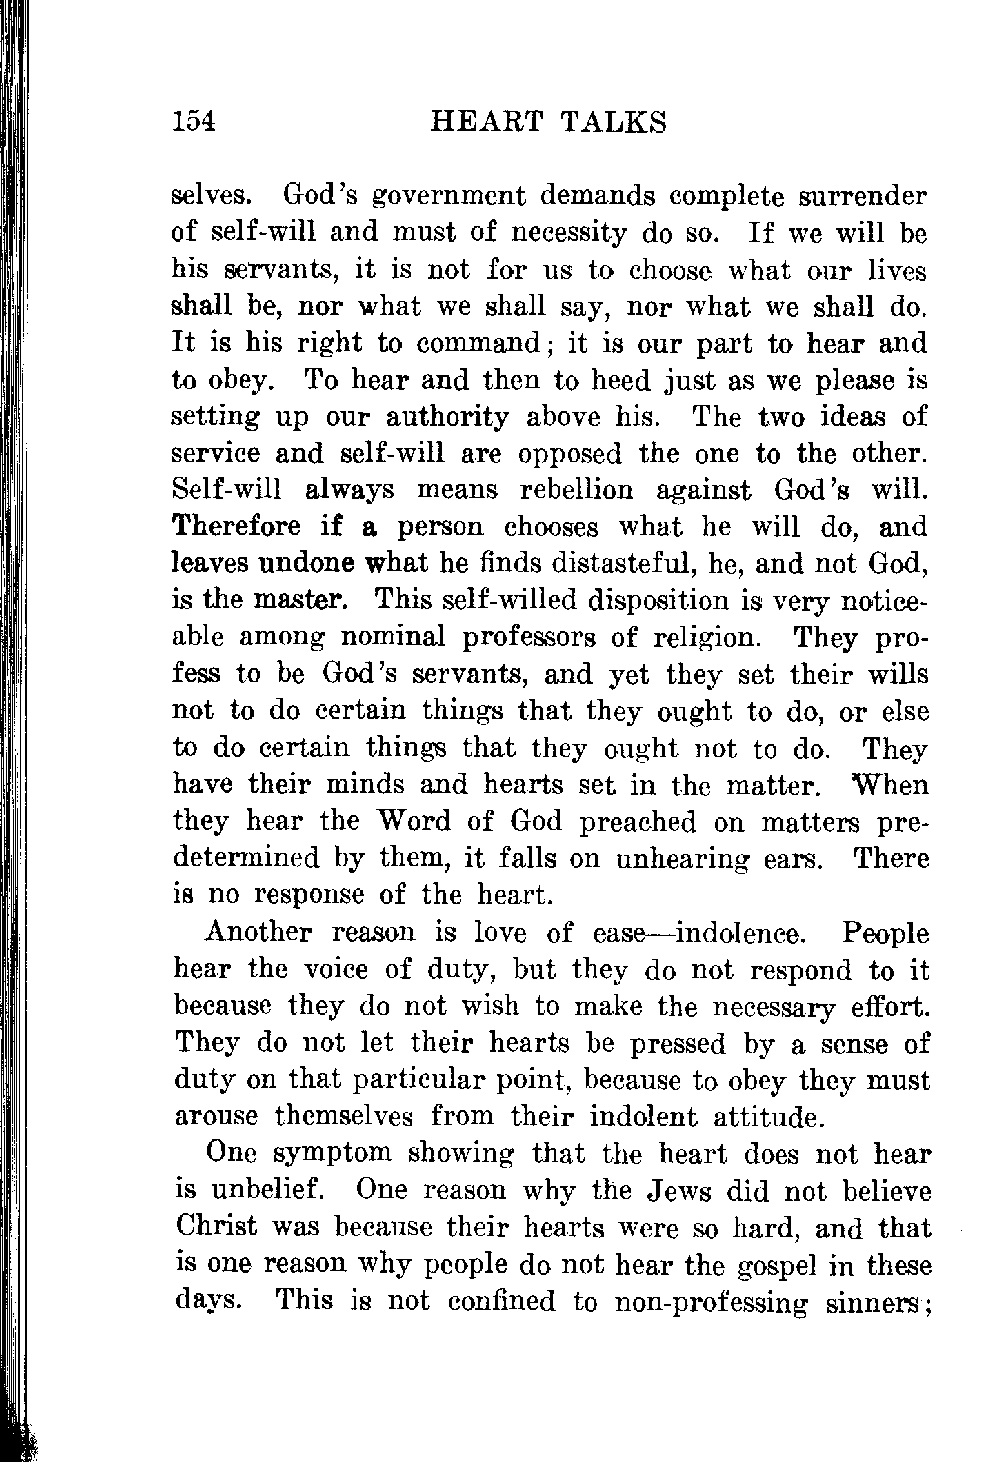 154 HEART TALKS
selves. God's government demands complete surrender
of self-will and must of necessity do so. If we will be
his servants, it is not for us to choose what our lives
shall be, nor what we shall say, nor what we shall do.
It is his right to command; it is our part to hear and
to obey. To hear and then to heed just as we please is
setting up our authority above his. The two ideas of
service and self-will are opposed the one to the other.
Self-will always means rebellion against God's will.
Therefore if a person chooses what he will do, and
leaves undone what he finds distasteful, he, and not God,
is the master. This self-willed disposition is very notice-
able among nominal professors of religion. They pro-
fess to be God's servants, and yet they set their wills
not to do certain things that they ought to do, or else
to do certain things that they ought not to do. They
have their minds and hearts set in the matter. When
they hear the Word of God preached on matters pre-
determined by them, it falls on unhearing ears. There
is no response of the heart.
Another reason is love of ease—indolence. People
hear the voice of duty, but they do not respond to it
because they do not wish to make the necessary effort.
They do not let their hearts be pressed by a sense of
duty on that particular point, because to obey they must
arouse themselves from their indolent attitude.
One symptom showing that the heart does not hear
is unbelief. One reason why the Jews did not believe
Christ was because their hearts were so hard, and that
is one reason why people do not hear the gospel in these
days. This is not confined to non-professing sinners;